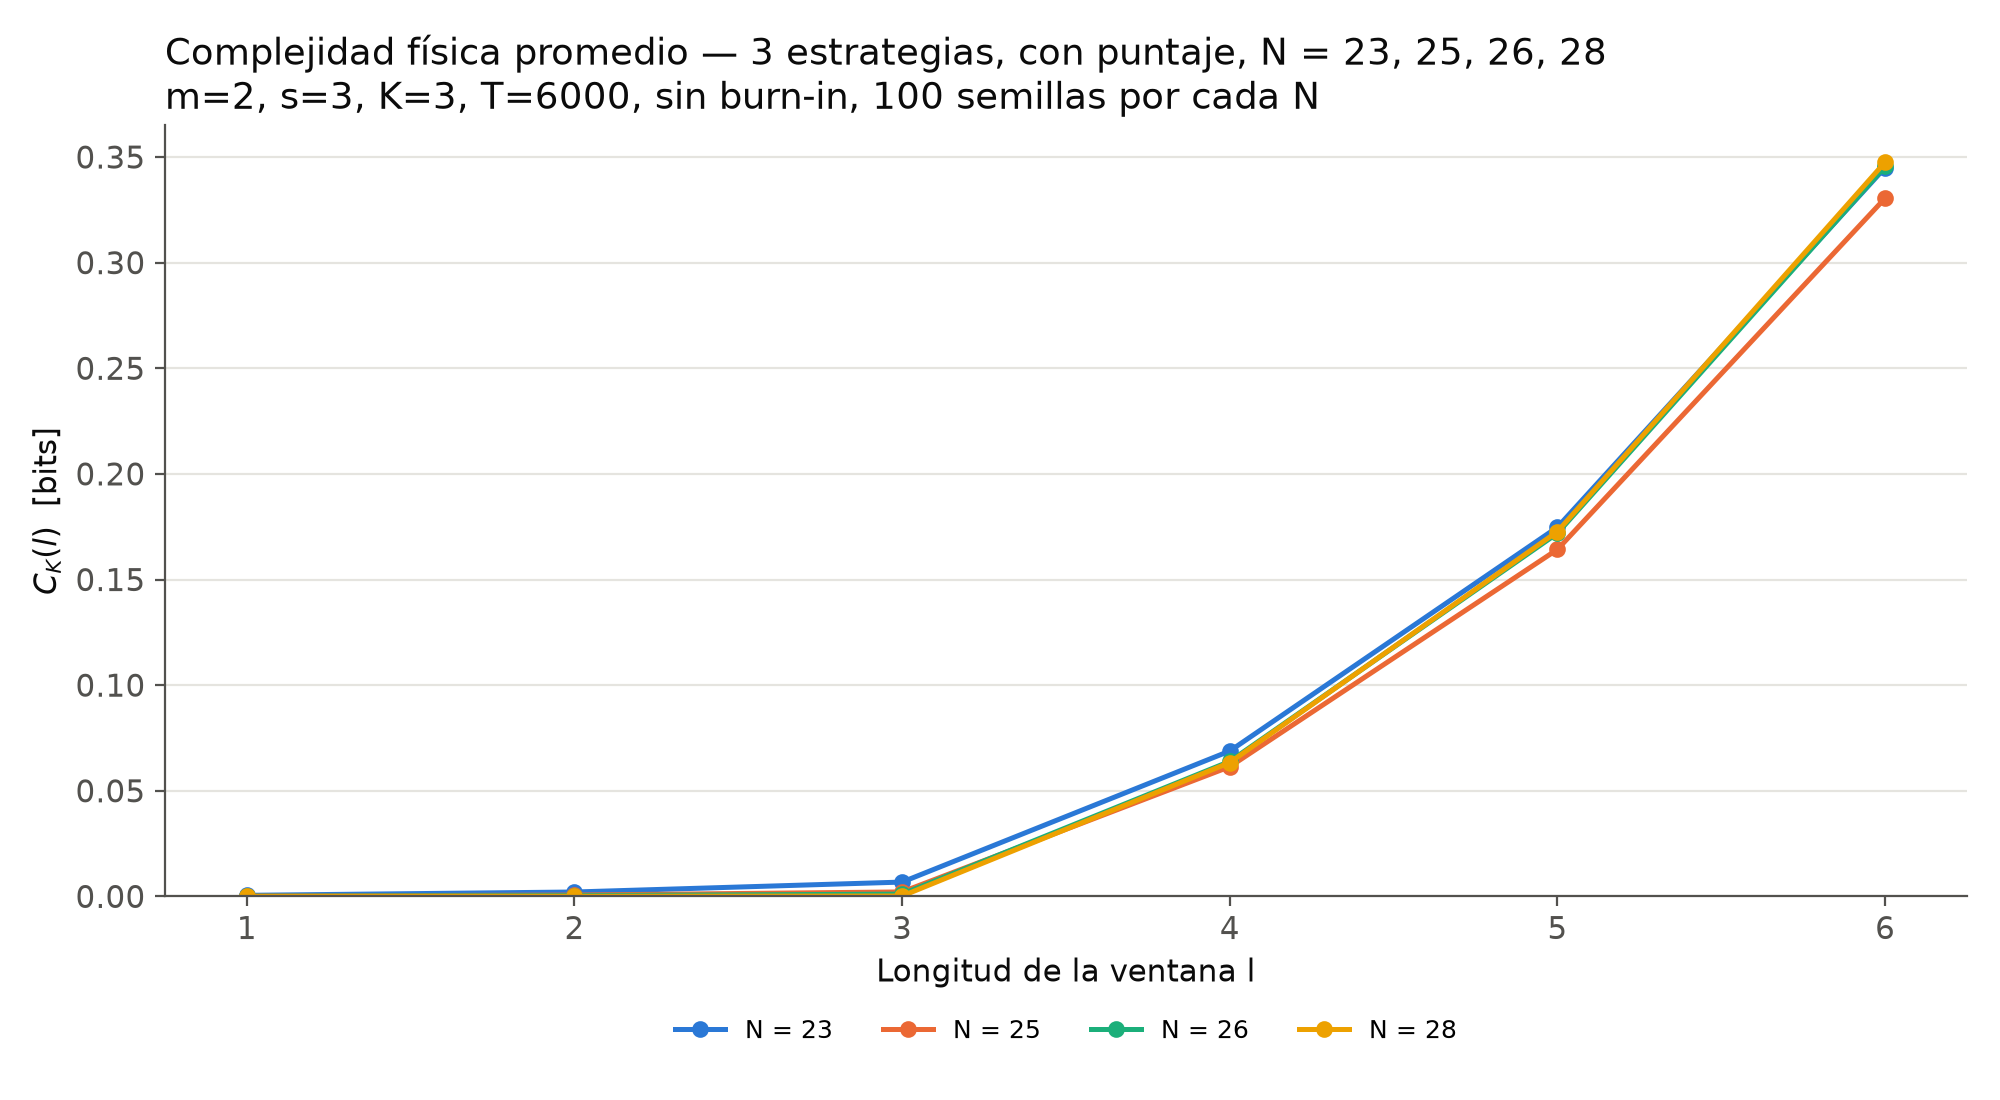 Complejidad física promedio — 3 estrategias, con puntaje, N = 23, 25, 26, 28
m=2, s=3, K=3, T=6000, sin burn-in, 100 semillas por cada N
0.35
0.30
0.25
0.20
0.15
0.10
0.05
0.00
C_K(l) [bits]
1 2 3 4 5 6
Longitud de la ventana l
N = 23 N = 25 N = 26 N = 28